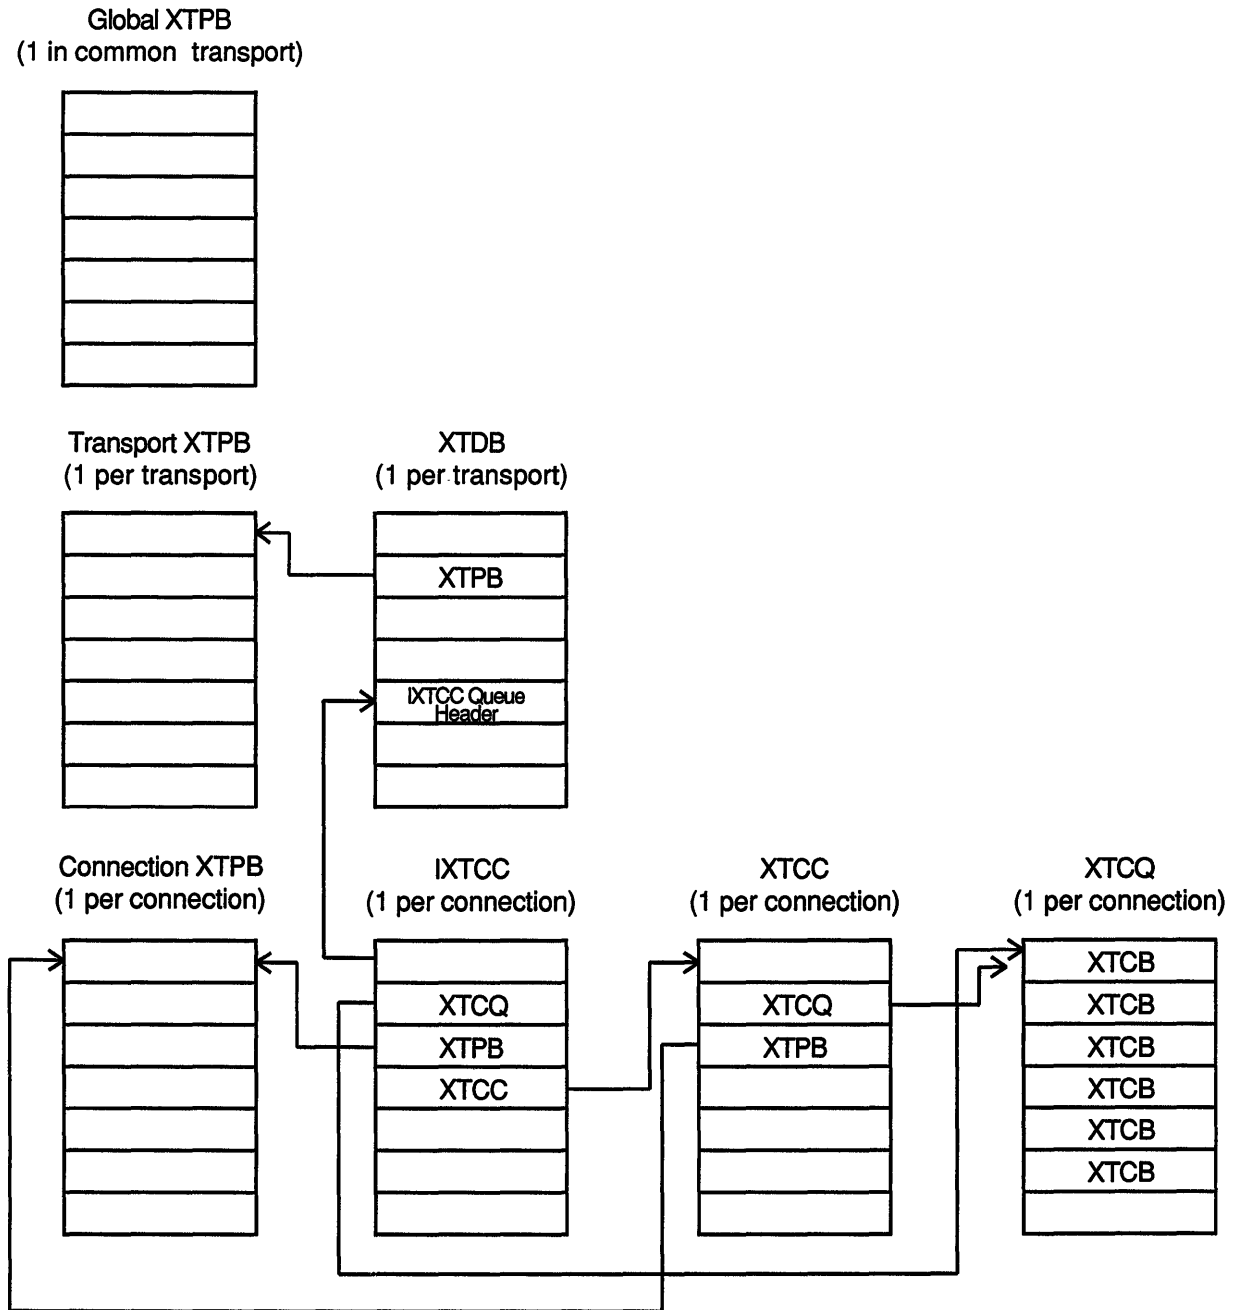 Global XTPB
(1 in common transport)
Transport XTPB
(1 per transport)
XTDB
(1 per transport)
XTPB
IXTCC Queue
Header
Connection XTPB
(1 per connection)
IXTCC
(1 per connection)
XTCC
(1 per connection)
XTCQ
(1 per connection)
XTCQ
XTPB
XTCC
XTCQ
XTPB
XTCB
XTCB
XTCB
XTCB
XTCB
XTCB